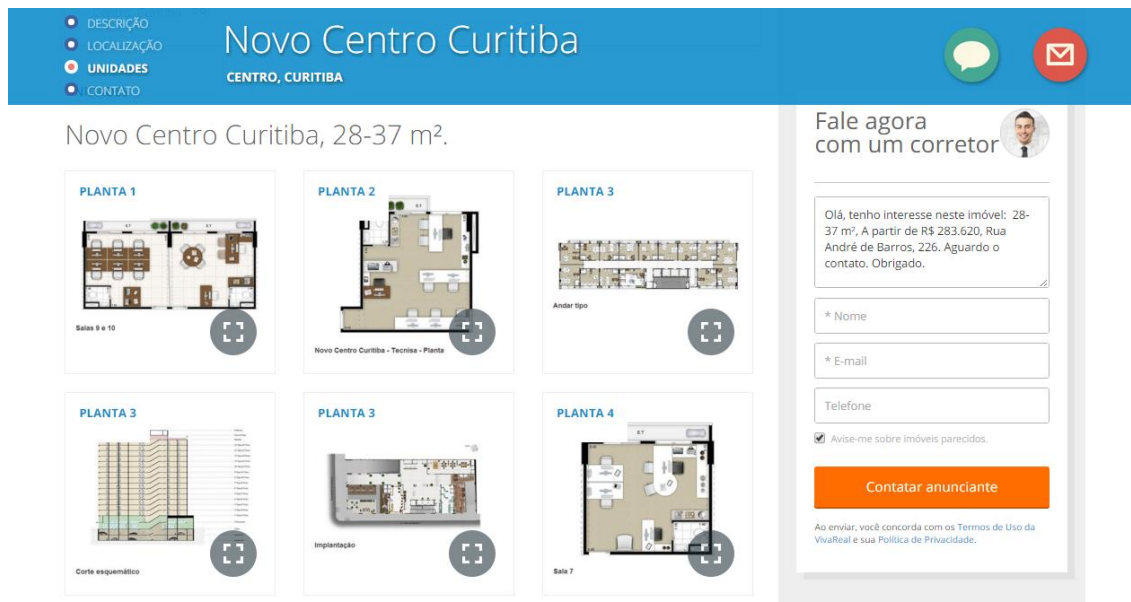 DESCRIÇÃO
LOCALIZAÇÃO
UNIDADES
CONTATO
Novo Centro Curitiba
CENTRO, CURITIBA
Novo Centro Curitiba, 28-37 m².
PLANTA 1
Salas 9 e 10
PLANTA 2
Novo Centro Curitiba - Tecnisa - Planta
PLANTA 3
Andar tipo
PLANTA 3
Corte esquemático
PLANTA 3
Implantação
PLANTA 4
Sala 7
Fale agora
com um corretor
Olá, tenho interesse neste imóvel: 28-
37 m², A partir de R$ 283.620, Rua
André de Barros, 226. Aguardo o
contato. Obrigado.
* Nome
* E-mail
Telefone
Avise-me sobre imóveis parecidos.
Contatar anunciante
Ao enviar, você concorda com os Termos de Uso da
VivaReal e sua Política de Privacidade.